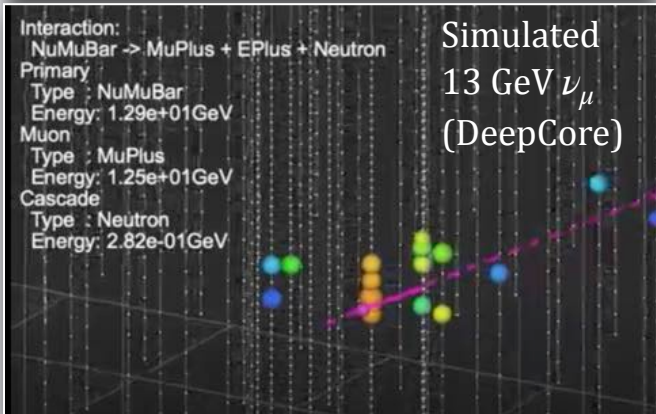 Interaction:
NuMuBar -> MuPlus + EPlus + Neutron
Primary
Type : NuMuBar
Energy: 1.29e+01GeV
Muon
Type : MuPlus
Energy: 1.25e+01GeV
Cascade
Type : Neutron
Energy: 2.82e-01GeV
Simulated
13 GeV νμ
(DeepCore)